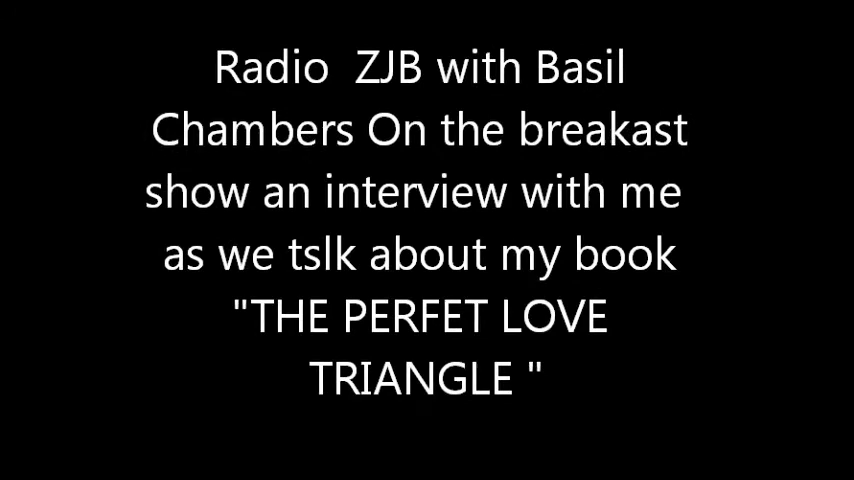 Radio  ZJB with Basil
Chambers On the breakast
show an interview with me
as we tslk about my book
"THE PERFET LOVE
TRIANGLE "